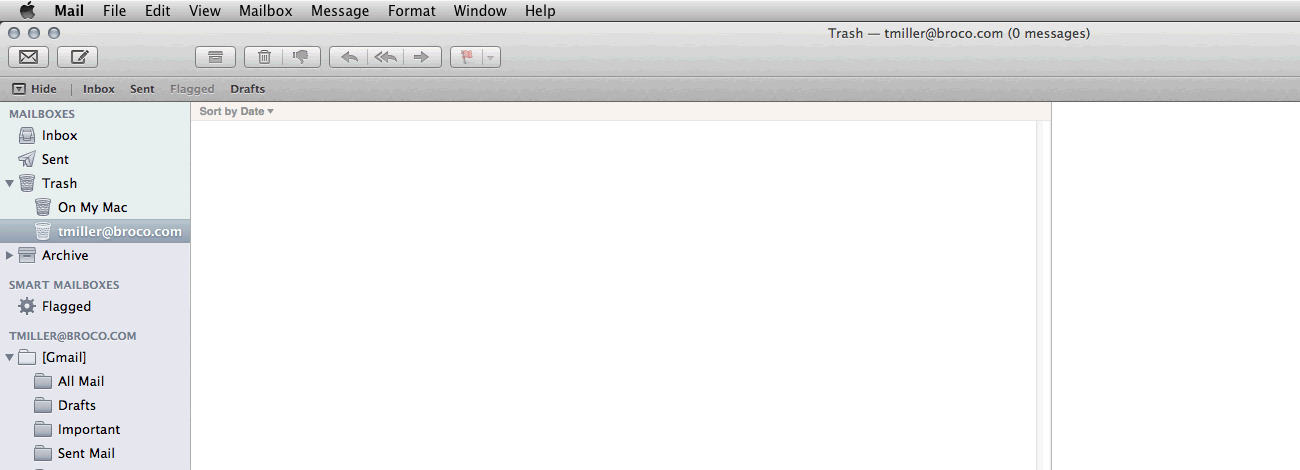 Mail File Edit View Mailbox Message Format Window Help
Trash — tmiller@broco.com (0 messages)
Hide Inbox Sent Flagged Drafts
MAILBOXES
Sort by Date
Inbox
Sent
Trash
On My Mac
tmiller@broco.com
Archive
SMART MAILBOXES
Flagged
TMILLER@BROCO.COM
[Gmail]
All Mail
Drafts
Important
Sent Mail